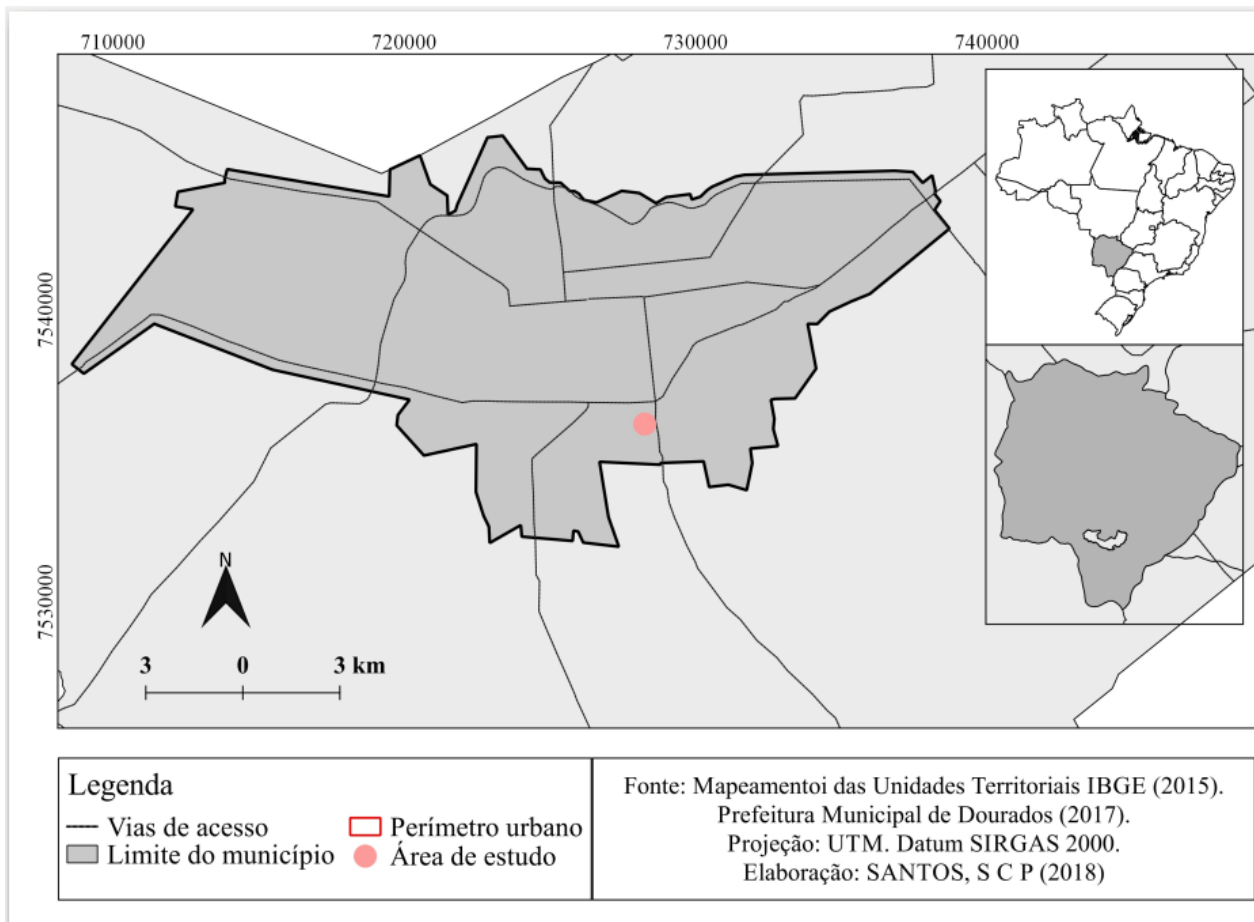 710000 720000 730000 740000
7540000
7530000
N
3 0 3 km
Legenda
Vias de acesso
Limite do município
Perímetro urbano
Área de estudo
Fonte: Mapeamentoi das Unidades Territoriais IBGE (2015).
Prefeitura Municipal de Dourados (2017).
Projeção: UTM. Datum SIRGAS 2000.
Elaboração: SANTOS, S C P (2018)